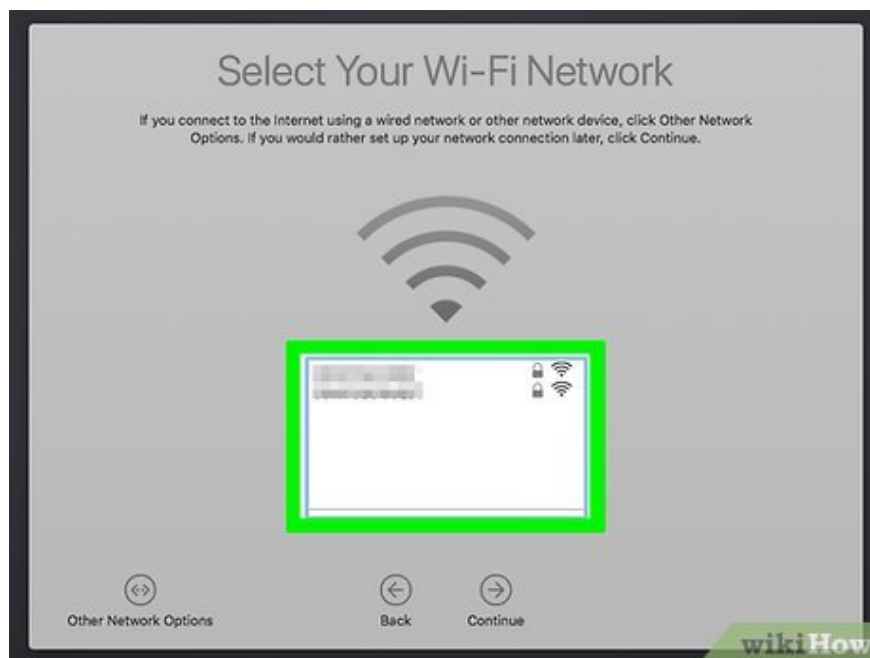 Select Your Wi-Fi Network
If you connect to the Internet using a wired network or other network device, click Other Network
Options. If you would rather set up your network connection later, click Continue.
Other Network Options
Back
Continue
wikiHow